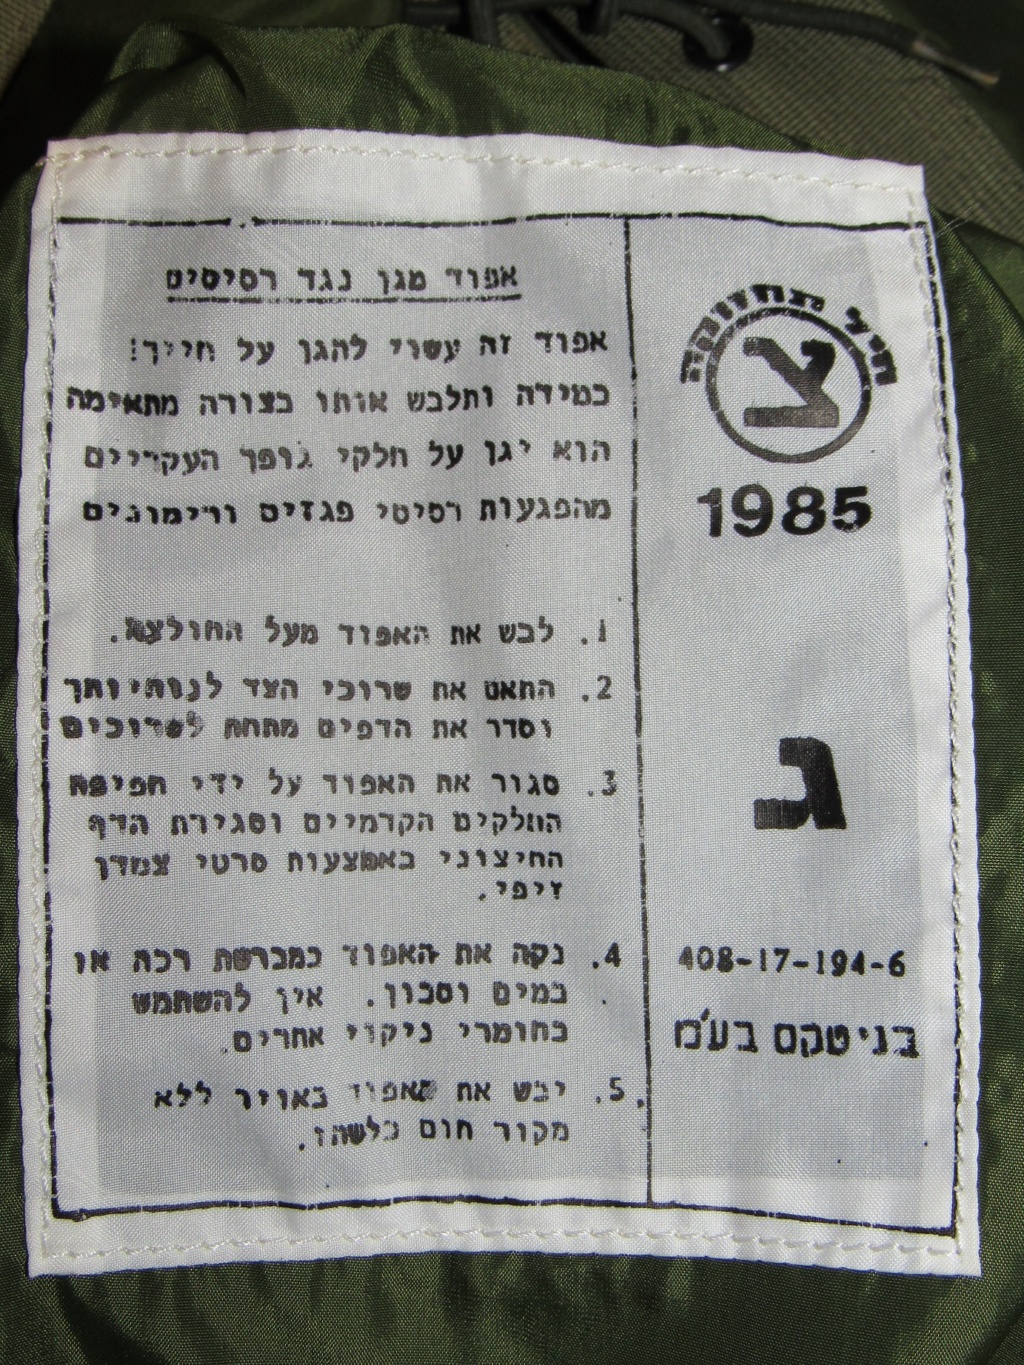 אפוד מגן נגד רסיסים
אפוד זה עשוי להגן על חייך!
במידה ותלבש אותו בצורה מתאימה
הוא יגן על חלקי גופך העקריים
מהפגעות רסיטי פגזים ורימונים
1. לבש את האפוד מעל החולצה.
2. התאם את שרוכי הצד לנוחיותך
וסדר את הדפים מתחת לשרוכים
3. סגור את האפוד על ידי חפיפת
החלקים הקדמיים וסגירת הדף
החיצוני באמצעות סרטי צמדן
זיפי.
4. נקה את האפוד במברשת רכה או
במים וסבון. אין להשתמש
בחומרי ניקוי אחרים.
5. יבש את האפוד באויר ללא
מקור חום כלשהו.
חיל תחזוקה
צ
1985
ג
408-17-194-6
בניטקס בע"מ